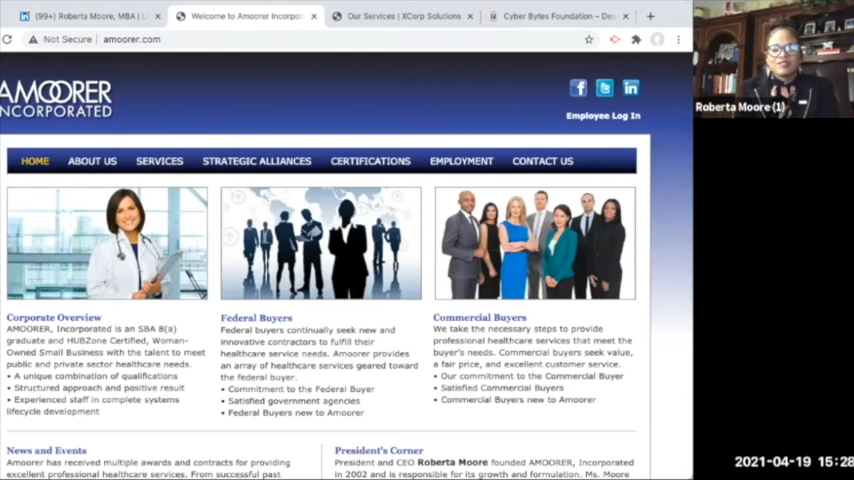 (99+) Roberta Moore, MBA | Li
Welcome to Amoorer Incorpor
Our Services | XCorp Solutions
Cyber Bytes Foundation – Dev
Not Secure | amoorer.com
Roberta Moore (1)
AMOORER
INCORPORATED
Employee Log In
HOME ABOUT US SERVICES STRATEGIC ALLIANCES CERTIFICATIONS EMPLOYMENT CONTACT US
Corporate Overview
AMOORER, Incorporated is an SBA 8(a)
graduate and HUBZone Certified, Woman-
Owned Small Business with the talent to meet
public and private sector healthcare needs.
• A unique combination of qualifications
• Structured approach and positive result
• Experienced staff in complete systems
lifecycle development
Federal Buyers
Federal buyers continually seek new and
innovative contractors to fulfill their
healthcare service needs. Amoorer provides
an array of healthcare services geared toward
the federal buyer.
• Commitment to the Federal Buyer
• Satisfied government agencies
• Federal Buyers new to Amoorer
Commercial Buyers
We take the necessary steps to provide
professional healthcare services that meet the
buyer's needs. Commercial buyers seek value,
a fair price, and excellent customer service.
• Our commitment to the Commercial Buyer
• Satisfied Commercial Buyers
• Commercial Buyers new to Amoorer
News and Events
Amoorer has received multiple awards and contracts for providing
excellent professional healthcare services. From successful past
President's Corner
President and CEO Roberta Moore founded AMOORER, Incorporated
in 2002 and is responsible for its growth and formulation. Ms. Moore
2021-04-19 15:28